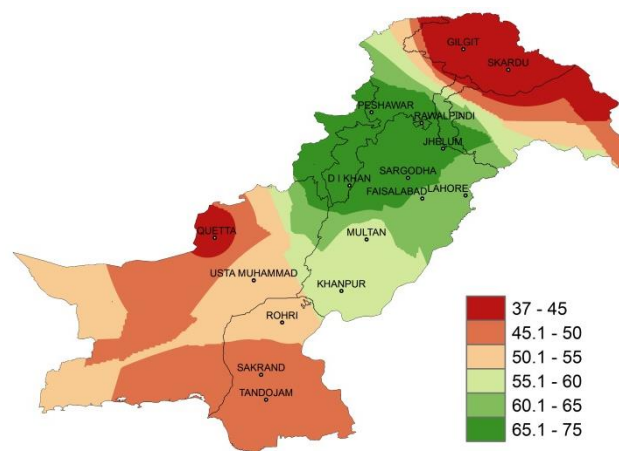 GILGIT
SKARDU
PESHAWAR
RAWALPINDI
JHBLUM
SARGODHA
D I KHAN
FAISALABAD
LAHORE
QUETTA
MULTAN
USTA MUHAMMAD
KHANPUR
ROHRI
SAKRAND
TANDOJAM
37 - 45
45.1 - 50
50.1 - 55
55.1 - 60
60.1 - 65
65.1 - 75